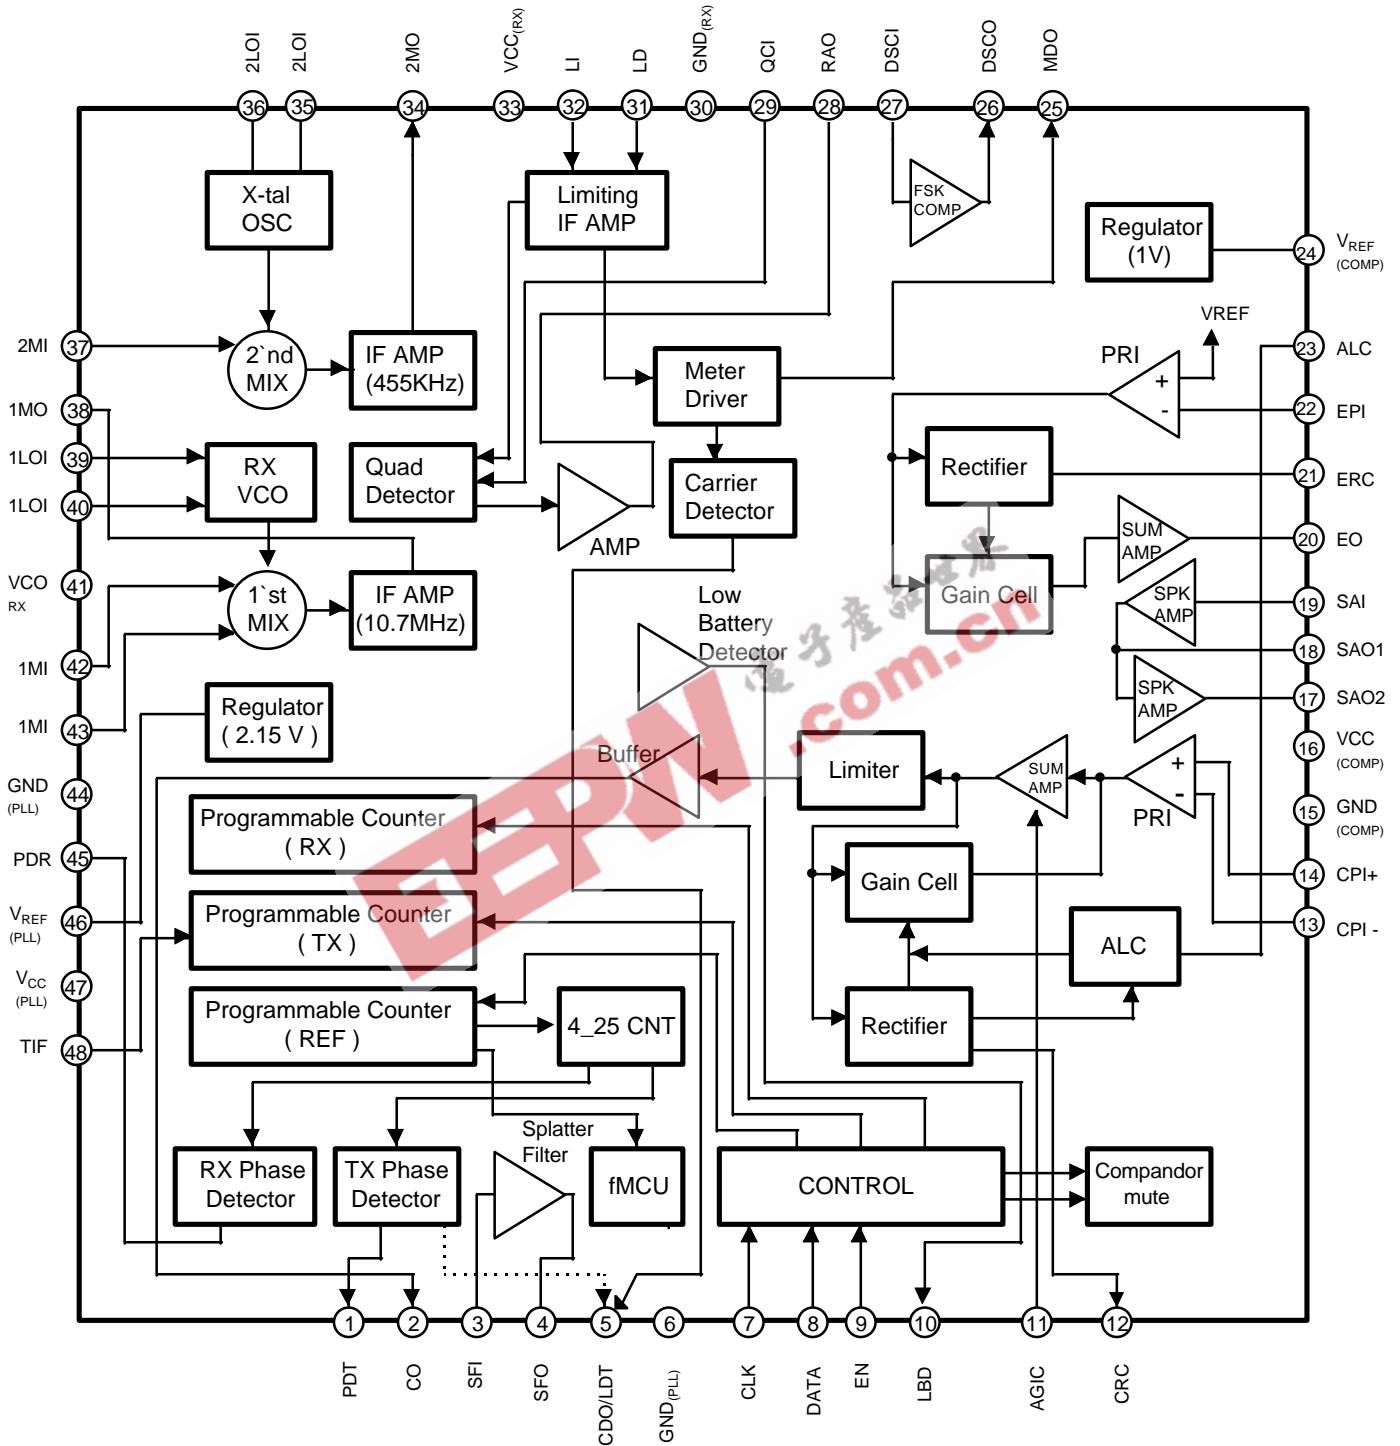 2LOI
2LOI
2MO
VCC(RX)
LI
LD
GND(RX)
QCI
RAO
DSCI
DSCO
MDO
36
35
34
33
32
31
30
29
28
27
26
25
X-tal
OSC
Limiting
IF AMP
FSK
COMP
Regulator
(1V)
24
VREF
(COMP)
2MI
37
2`nd
MIX
IF AMP
(455KHz)
Meter
Driver
VREF
PRI
+
-
23
ALC
1MO
38
22
EPI
1LOI
39
RX
VCO
Quad
Detector
AMP
Carrier
Detector
Rectifier
21
ERC
1LOI
40
SUM
AMP
20
EO
VCO
RX
41
1`st
MIX
IF AMP
(10.7MHz)
Gain Cell
SPK
AMP
19
SAI
Low
Battery
Detector
電子產品世界
EEPW
.com.cn
1MI
42
18
SAO1
Regulator
( 2.15 V )
SPK
AMP
17
SAO2
1MI
43
Buffer
Limiter
SUM
AMP
+
-
PRI
16
VCC
(COMP)
GND
(PLL)
44
Programmable Counter
( RX )
15
GND
(COMP)
PDR
45
Gain Cell
14
CPI+
VREF
(PLL)
46
Programmable Counter
( TX )
ALC
13
CPI -
VCC
(PLL)
47
Programmable Counter
( REF )
4_25 CNT
Rectifier
TIF
48
RX Phase
Detector
TX Phase
Detector
Splatter
Filter
fMCU
CONTROL
Compandor
mute
1
2
3
4
5
6
7
8
9
10
11
12
PDT
CO
SFI
SFO
CDO/LDT
GND(PLL)
CLK
DATA
EN
LBD
AGIC
CRC